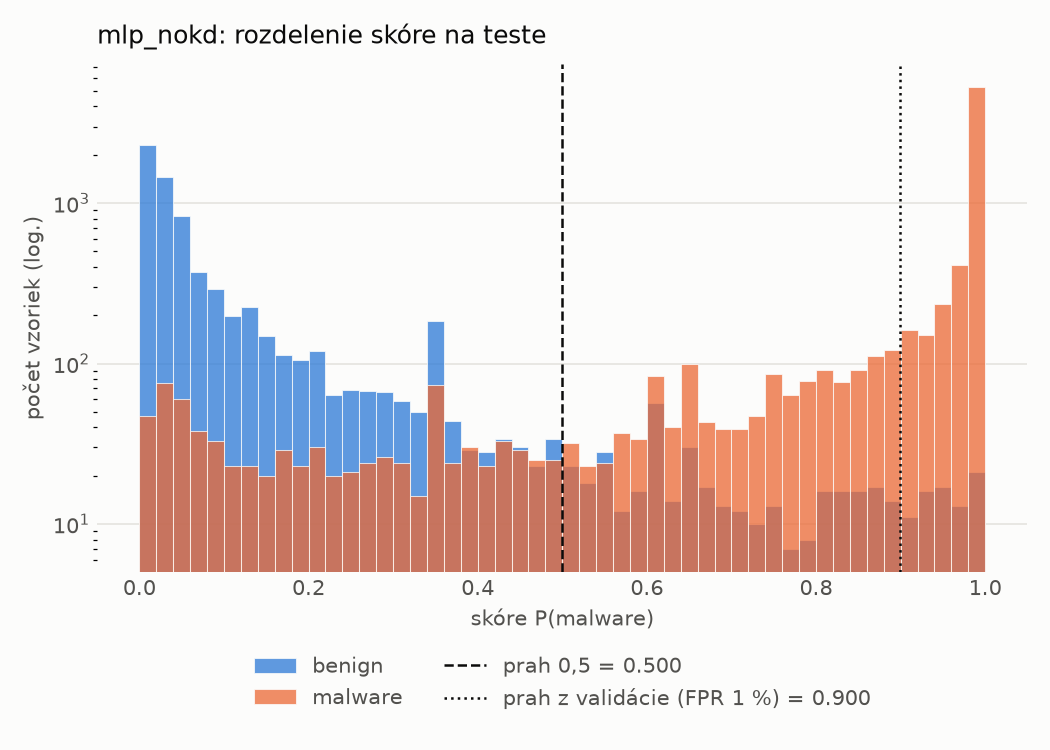 mlp_nokd: rozdelenie skóre na teste
počet vzoriek (log.)
10³
10²
10¹
0.0 0.2 0.4 0.6 0.8 1.0
skóre P(malware)
benign
malware
prah 0,5 = 0.500
prah z validácie (FPR 1 %) = 0.900